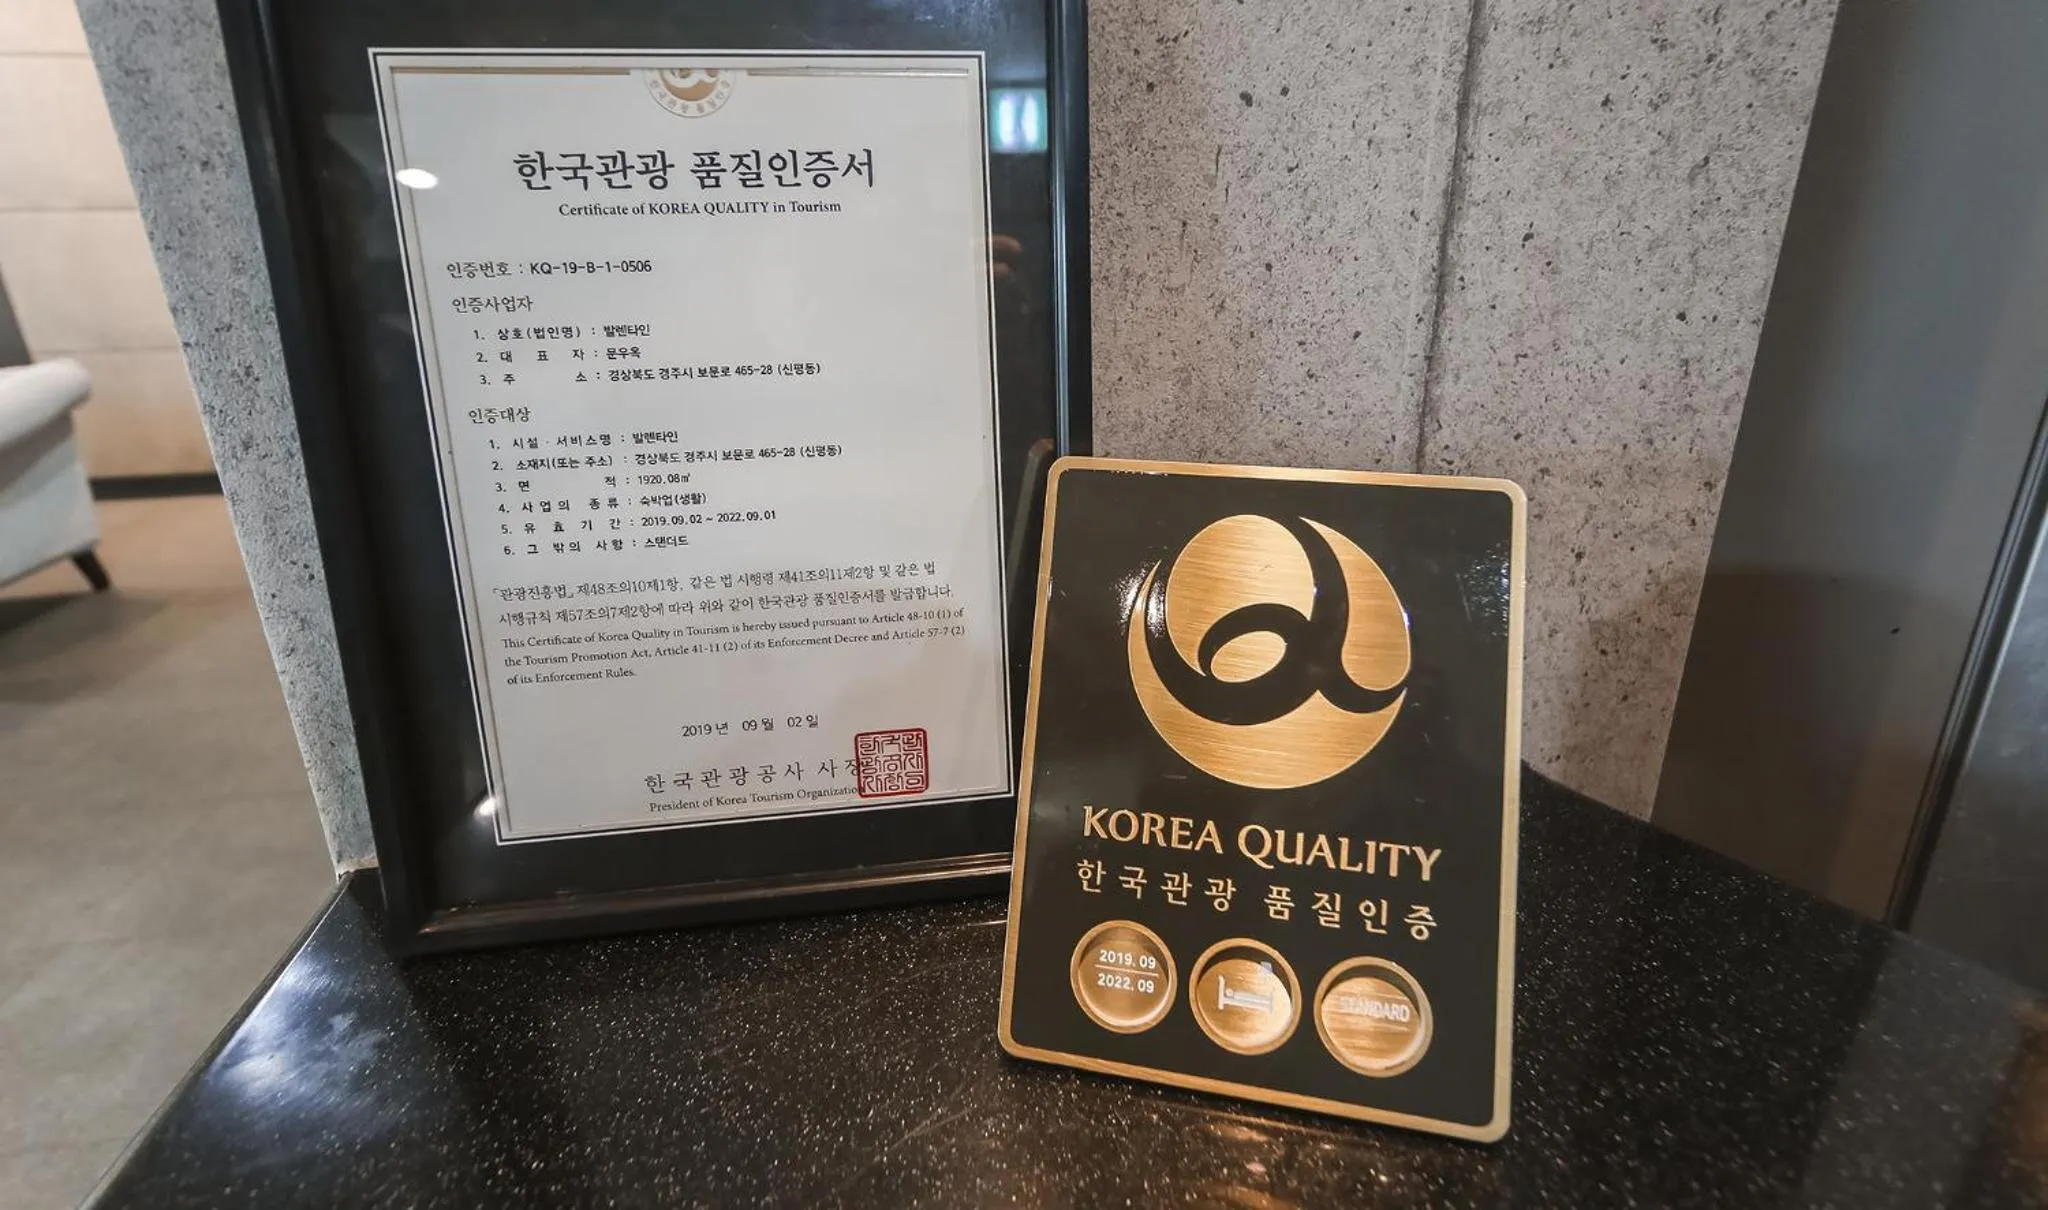 한국관광 품질인증
한국관광 품질인증서
Certificate of KOREA QUALITY in Tourism
인증번호 : KQ-19-B-1-0506
인증사업자
1. 상호(법인명) : 발렌타인
2. 대 표 자 : 문우옥
3. 주 소 : 경상북도 경주시 보문로 465-28 (신평동)
인증대상
1. 시설 · 서비스명 : 발렌타인
2. 소재지(또는 주소) : 경상북도 경주시 보문로 465-28 (신평동)
3. 면 적 : 1920.08㎡
4. 사 업 의 종 류 : 숙박업(생활)
5. 유 효 기 간 : 2019.09.02 ~ 2022.09.01
6. 그 밖의 사항 : 스탠더드
「관광진흥법」 제48조의10제1항, 같은 법 시행령 제41조의11제2항 및 같은 법
시행규칙 제57조의7제2항에 따라 위와 같이 한국관광 품질인증서를 발급합니다.
This Certificate of Korea Quality in Tourism is hereby issued pursuant to Article 48-10 (1) of
the Tourism Promotion Act, Article 41-11 (2) of its Enforcement Decree and Article 57-7 (2)
of its Enforcement Rules.
2019년 09월 02일
한국관광공사 사장
President of Korea Tourism Organization
KOREA QUALITY
한국관광 품질인증
2019.09
2022.09
STANDARD